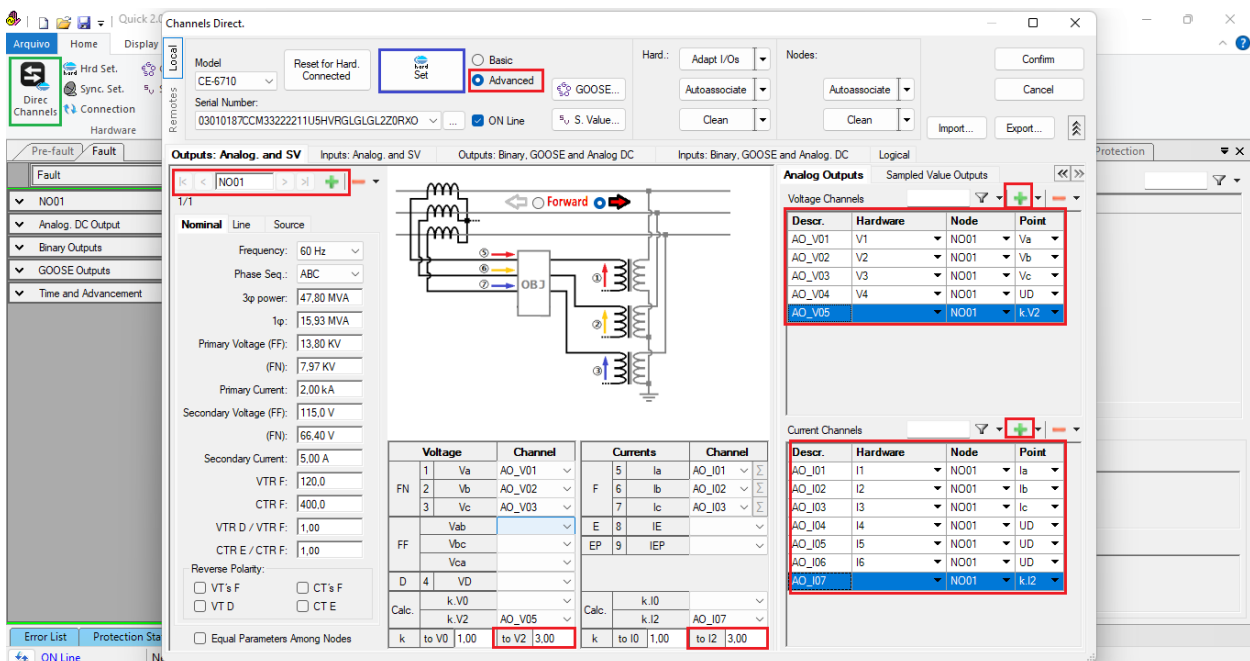 Quick 2.0
Channels Direct.
Arquivo Home Display
Hrd Set.
Sync. Set.
Connection
Direc
Channels
Hardware
Pre-fault Fault
Fault
NO01
Analog. DC Output
Binary Outputs
GOOSE Outputs
Time and Advancement
Error List Protection Sta
ON Line
Protection
Local
Remotes
Model
CE-6710
Reset for Hard.
Connected
hard
Set
Basic
Advanced
GOOSE...
Serial Number:
03010187CCM33222211U5HVRGLGLGL2Z0RXO
...
ON Line
S. Value...
Hard.:
Adapt I/Os
Autoassociate
Clean
Nodes:
Autoassociate
Clean
Confirm
Cancel
Import...
Export...
Outputs: Analog. and SV Inputs: Analog. and SV Outputs: Binary, GOOSE and Analog DC Inputs: Binary, GOOSE and Analog. DC Logical
NO01
1/1
Nominal Line Source
Frequency: 60 Hz
Phase Seq.: ABC
3φ power: 47,80 MVA
1φ: 15,93 MVA
Primary Voltage (FF): 13,80 KV
(FN): 7,97 KV
Primary Current: 2,00 kA
Secondary Voltage (FF): 115,0 V
(FN): 66,40 V
Secondary Current: 5,00 A
VTR F: 120,0
CTR F: 400,0
VTR D / VTR F: 1,00
CTR E / CTR F: 1,00
Reverse Polarity:
VT's F CT's F
VT D CT E
Equal Parameters Among Nodes
Forward
⑤
⑥
⑦
OBJ
①
②
③
Voltage Channel
FN 1 Va AO_V01
2 Vb AO_V02
3 Vc AO_V03
FF Vab
Vbc
Vca
D 4 VD
Calc. k.V0
k.V2 AO_V05
k to V0 1,00 to V2 3,00
Currents Channel
F 5 Ia AO_I01 Σ
6 Ib AO_I02 Σ
7 Ic AO_I03 Σ
E 8 IE
EP 9 IEP
Calc. k.I0
k.I2 AO_I07
k to I0 1,00 to I2 3,00
Analog Outputs Sampled Value Outputs
Voltage Channels
Descr. Hardware Node Point
AO_V01 V1 NO01 Va
AO_V02 V2 NO01 Vb
AO_V03 V3 NO01 Vc
AO_V04 V4 NO01 UD
AO_V05 NO01 k.V2
Current Channels
Descr. Hardware Node Point
AO_I01 I1 NO01 Ia
AO_I02 I2 NO01 Ib
AO_I03 I3 NO01 Ic
AO_I04 I4 NO01 UD
AO_I05 I5 NO01 UD
AO_I06 I6 NO01 UD
AO_I07 NO01 k.I2